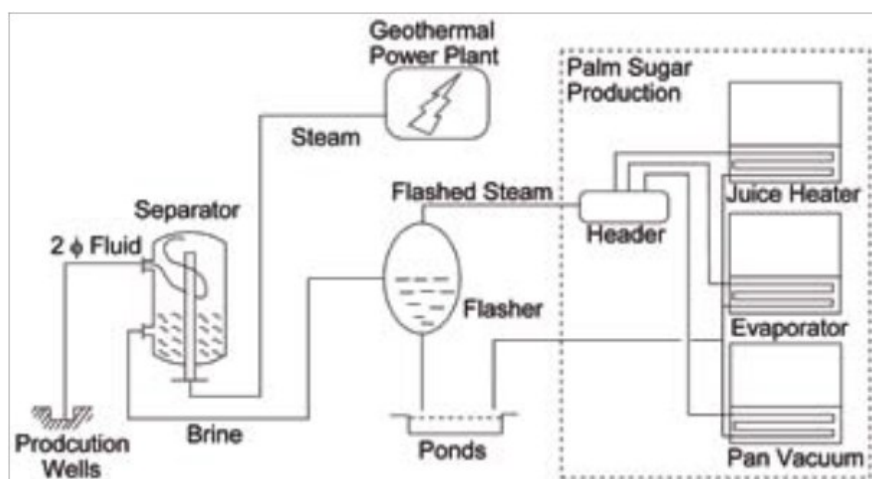 Geothermal
Power Plant
Palm Sugar
Production
Steam
Flashed Steam
Juice Heater
Separator
Header
2 ϕ Fluid
Flasher
Evaporator
Brine
Ponds
Prodcution
Wells
Pan Vacuum